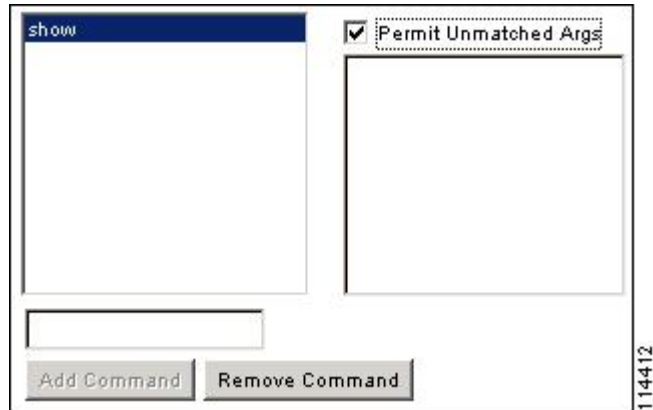 show
Permit Unmatched Args
Add Command
Remove Command
114412